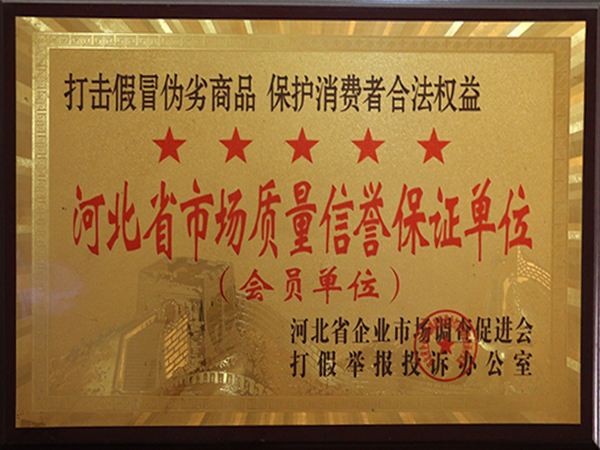 打击假冒伪劣商品 保护消费者合法权益
★★★★★
河北省市场质量信誉保证单位
(会员单位)
河北省企业市场调查促进会
打假举报投诉办公室